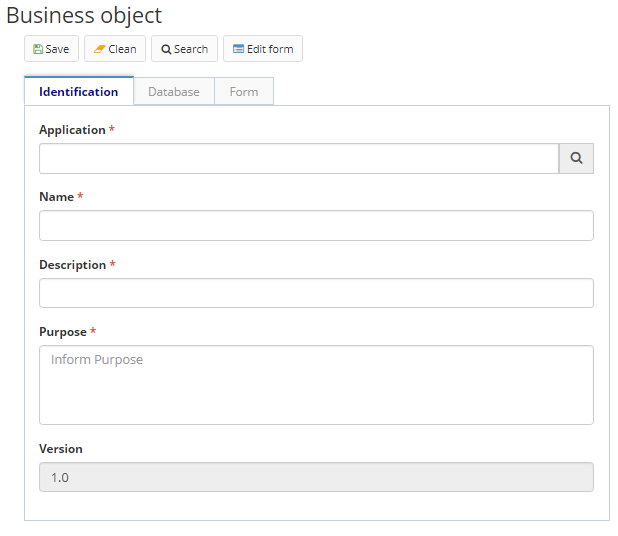 Business object
Save Clean Search Edit form
Identification Database Form
Application *
Name *
Description *
Purpose *
Inform Purpose
Version
1.0